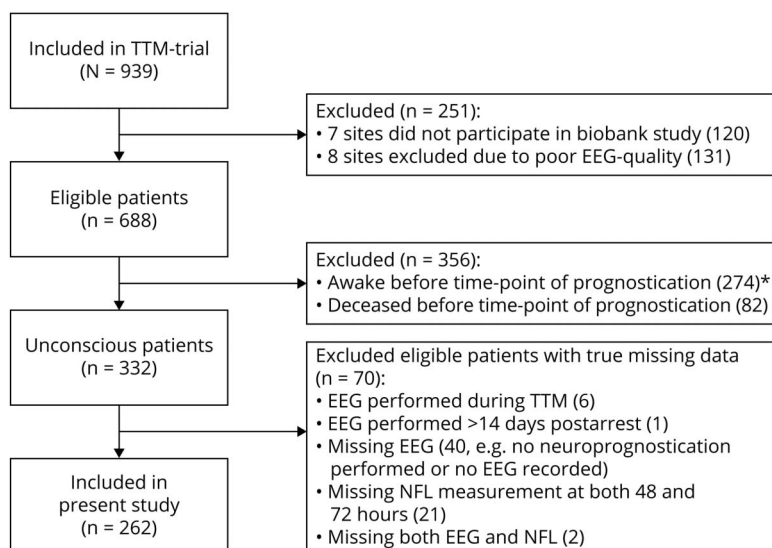 Included in TTM-trial
(N = 939)
Excluded (n = 251):
• 7 sites did not participate in biobank study (120)
• 8 sites excluded due to poor EEG-quality (131)
Eligible patients
(n = 688)
Excluded (n = 356):
• Awake before time-point of prognostication (274)*
• Deceased before time-point of prognostication (82)
Unconscious patients
(n = 332)
Excluded eligible patients with true missing data
(n = 70):
• EEG performed during TTM (6)
• EEG performed >14 days postarrest (1)
• Missing EEG (40, e.g. no neuroprognostication
performed or no EEG recorded)
• Missing NFL measurement at both 48 and
72 hours (21)
• Missing both EEG and NFL (2)
Included in
present study
(n = 262)